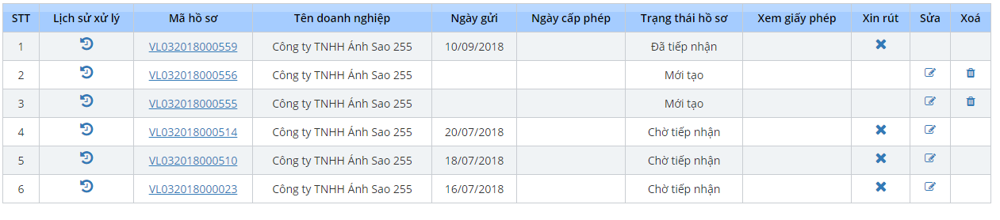 STT Lịch sử xử lý Mã hồ sơ Tên doanh nghiệp Ngày gửi Ngày cấp phép Trạng thái hồ sơ Xem giấy phép Xin rút Sửa Xoá
1 VL032018000559 Công ty TNHH Ánh Sao 255 10/09/2018 Đã tiếp nhận
2 VL032018000556 Công ty TNHH Ánh Sao 255 Mới tạo
3 VL032018000555 Công ty TNHH Ánh Sao 255 Mới tạo
4 VL032018000514 Công ty TNHH Ánh Sao 255 20/07/2018 Chờ tiếp nhận
5 VL032018000510 Công ty TNHH Ánh Sao 255 18/07/2018 Chờ tiếp nhận
6 VL032018000023 Công ty TNHH Ánh Sao 255 16/07/2018 Chờ tiếp nhận